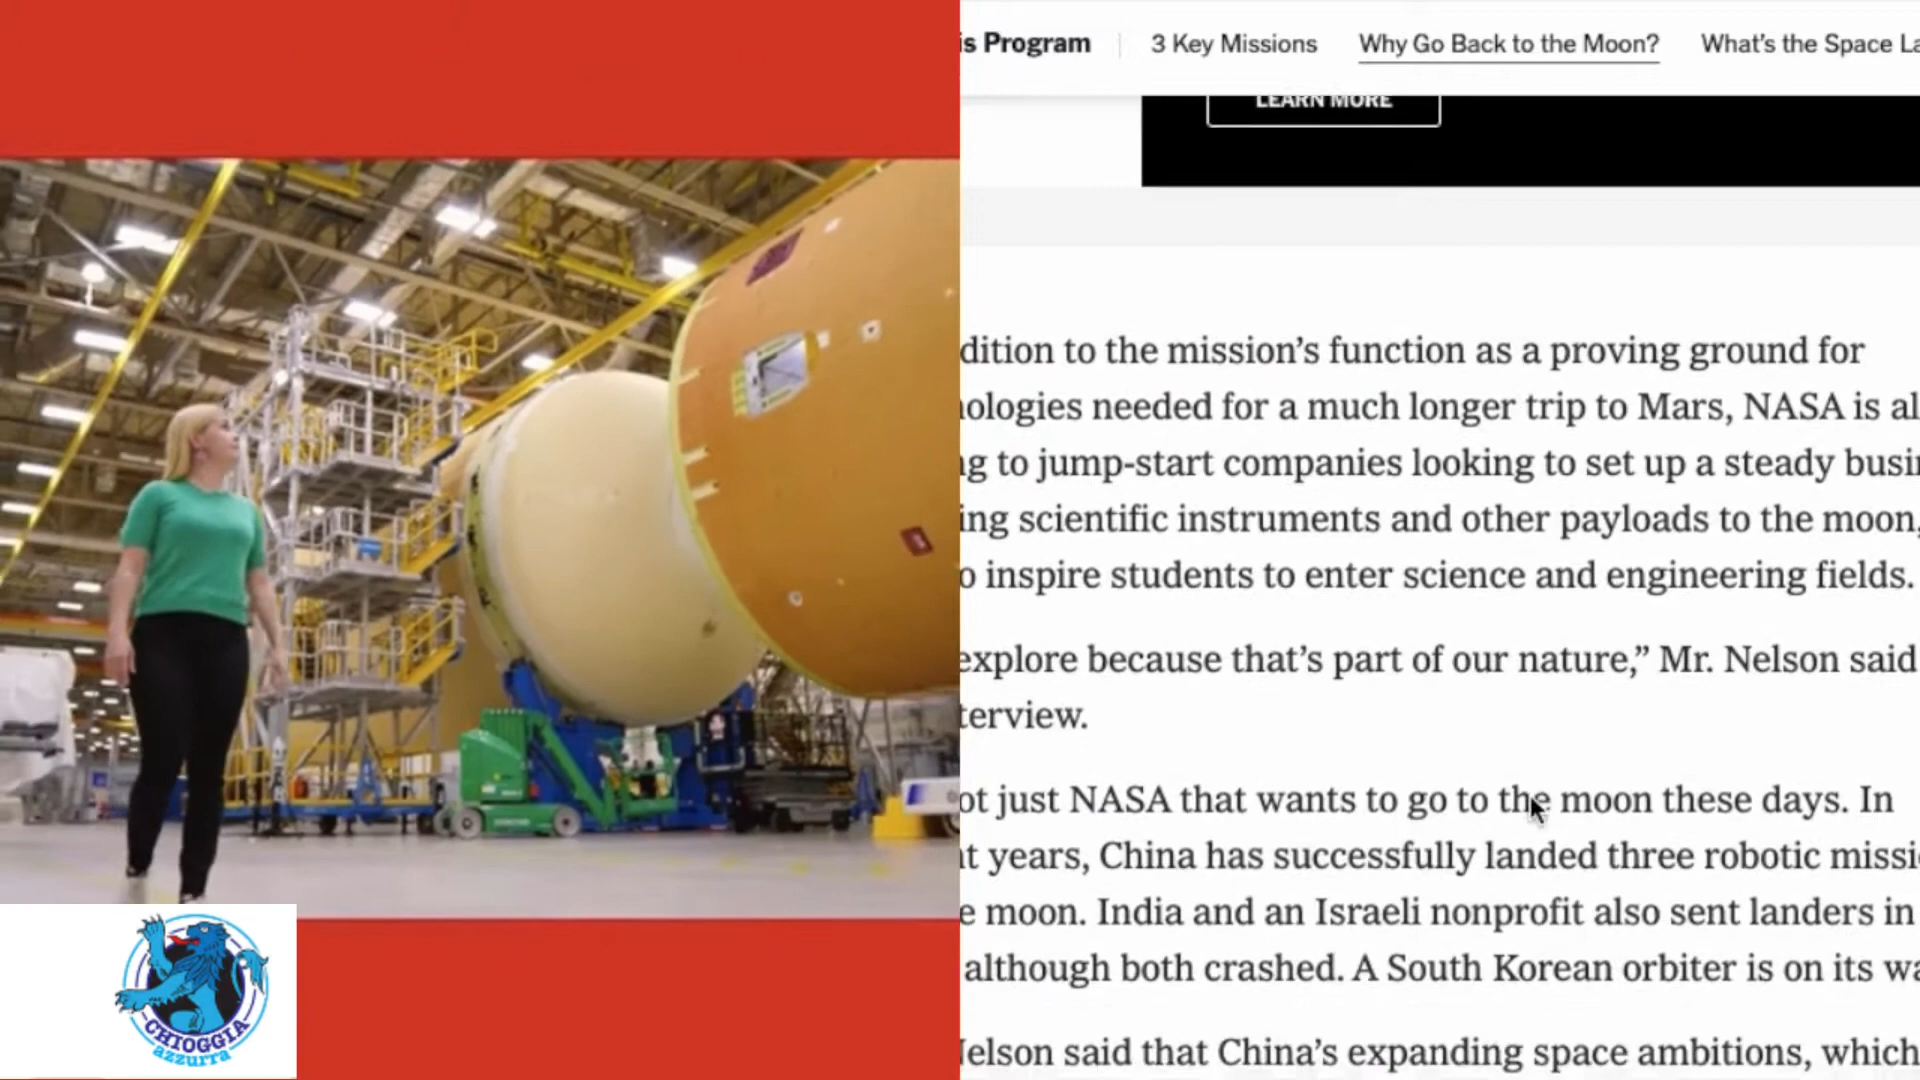 is Program
3 Key Missions
Why Go Back to the Moon?
What's the Space La
LEARN MORE
dition to the mission's function as a proving ground for
nologies needed for a much longer trip to Mars, NASA is al
ng to jump-start companies looking to set up a steady busin
ing scientific instruments and other payloads to the moon,
o inspire students to enter science and engineering fields.
explore because that's part of our nature,” Mr. Nelson said
terview.
ot just NASA that wants to go to the moon these days. In
nt years, China has successfully landed three robotic missio
e moon. India and an Israeli nonprofit also sent landers in
although both crashed. A South Korean orbiter is on its wa
Nelson said that China's expanding space ambitions, which
CHIOGGIA
azzurra